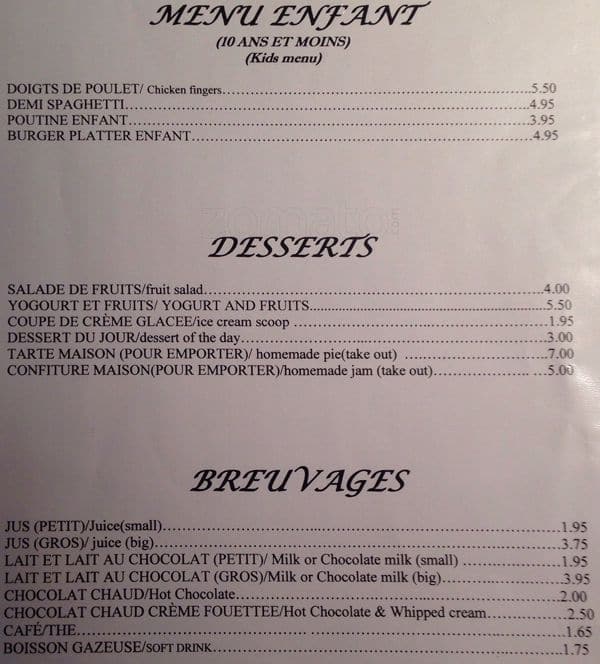 MENU ENFANT
(10 ANS ET MOINS)
(Kids menu)
DOIGTS DE POULET/ Chicken fingers.......5.50
DEMI SPAGHETTI.......4.95
POUTINE ENFANT.......3.95
BURGER PLATTER ENFANT.......4.95
zomato.com
DESSERTS
SALADE DE FRUITS/fruit salad.......4.00
YOGOURT ET FRUITS/ YOGURT AND FRUITS.......5.50
COUPE DE CRÈME GLACEE/ice cream scoop .......1.95
DESSERT DU JOUR/dessert of the day.......3.00
TARTE MAISON (POUR EMPORTER)/ homemade pie(take out) .......7.00
CONFITURE MAISON(POUR EMPORTER)/homemade jam (take out).......5.00
BREUVAGES
JUS (PETIT)/Juice(small).......1.95
JUS (GROS)/ juice (big).......3.75
LAIT ET LAIT AU CHOCOLAT (PETIT)/ Milk or Chocolate milk (small) .......1.95
LAIT ET LAIT AU CHOCOLAT (GROS)/Milk or Chocolate milk (big).......3.95
CHOCOLAT CHAUD/Hot Chocolate.......2.00
CHOCOLAT CHAUD CRÈME FOUETTEE/Hot Chocolate & Whipped cream.......2.50
CAFÉ/THE.......1.65
BOISSON GAZEUSE/SOFT DRINK.......1.75